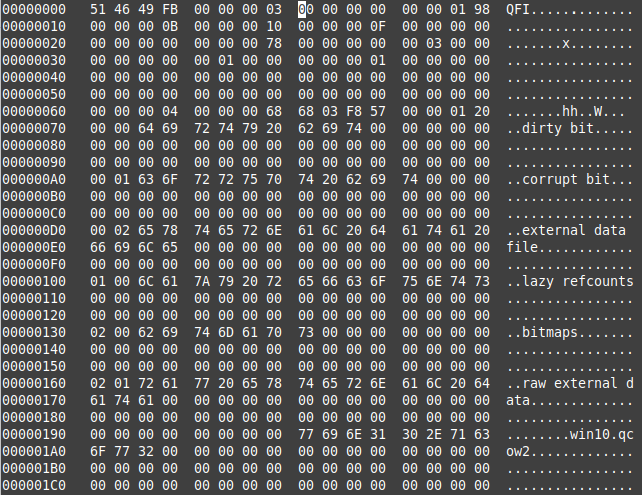 00000000 51 46 49 FB 00 00 00 03 00 00 00 00 00 00 01 98 QFI.............
00000010 00 00 00 0B 00 00 00 10 00 00 00 0F 00 00 00 00 ................
00000020 00 00 00 00 00 00 00 78 00 00 00 00 00 03 00 00 .......x........
00000030 00 00 00 00 00 01 00 00 00 00 00 00 01 00 00 00 ................
00000040 00 00 00 00 00 00 00 00 00 00 00 00 00 00 00 00 ................
00000050 00 00 00 00 00 00 00 00 00 00 00 00 00 00 00 00 ................
00000060 00 00 00 04 00 00 00 68 68 03 F8 57 00 00 01 20 .......hh..W... 
00000070 00 00 64 69 72 74 79 20 62 69 74 00 00 00 00 00 ..dirty bit.....
00000080 00 00 00 00 00 00 00 00 00 00 00 00 00 00 00 00 ................
00000090 00 00 00 00 00 00 00 00 00 00 00 00 00 00 00 00 ................
000000A0 00 01 63 6F 72 72 75 70 74 20 62 69 74 00 00 00 ..corrupt bit...
000000B0 00 00 00 00 00 00 00 00 00 00 00 00 00 00 00 00 ................
000000C0 00 00 00 00 00 00 00 00 00 00 00 00 00 00 00 00 ................
000000D0 00 02 65 78 74 65 72 6E 61 6C 20 64 61 74 61 20 ..external data 
000000E0 66 69 6C 65 00 00 00 00 00 00 00 00 00 00 00 00 file............
000000F0 00 00 00 00 00 00 00 00 00 00 00 00 00 00 00 00 ................
00000100 01 00 6C 61 7A 79 20 72 65 66 63 6F 75 6E 74 73 ..lazy refcounts
00000110 00 00 00 00 00 00 00 00 00 00 00 00 00 00 00 00 ................
00000120 00 00 00 00 00 00 00 00 00 00 00 00 00 00 00 00 ................
00000130 02 00 62 69 74 6D 61 70 73 00 00 00 00 00 00 00 ..bitmaps.......
00000140 00 00 00 00 00 00 00 00 00 00 00 00 00 00 00 00 ................
00000150 00 00 00 00 00 00 00 00 00 00 00 00 00 00 00 00 ................
00000160 02 01 72 61 77 20 65 78 74 65 72 6E 61 6C 20 64 ..raw external d
00000170 61 74 61 00 00 00 00 00 00 00 00 00 00 00 00 00 ata.............
00000180 00 00 00 00 00 00 00 00 00 00 00 00 00 00 00 00 ................
00000190 00 00 00 00 00 00 00 00 77 69 6E 31 30 2E 71 63 ........win10.qc
000001A0 6F 77 32 00 00 00 00 00 00 00 00 00 00 00 00 00 ow2.............
000001B0 00 00 00 00 00 00 00 00 00 00 00 00 00 00 00 00 ................
000001C0 00 00 00 00 00 00 00 00 00 00 00 00 00 00 00 00 ................